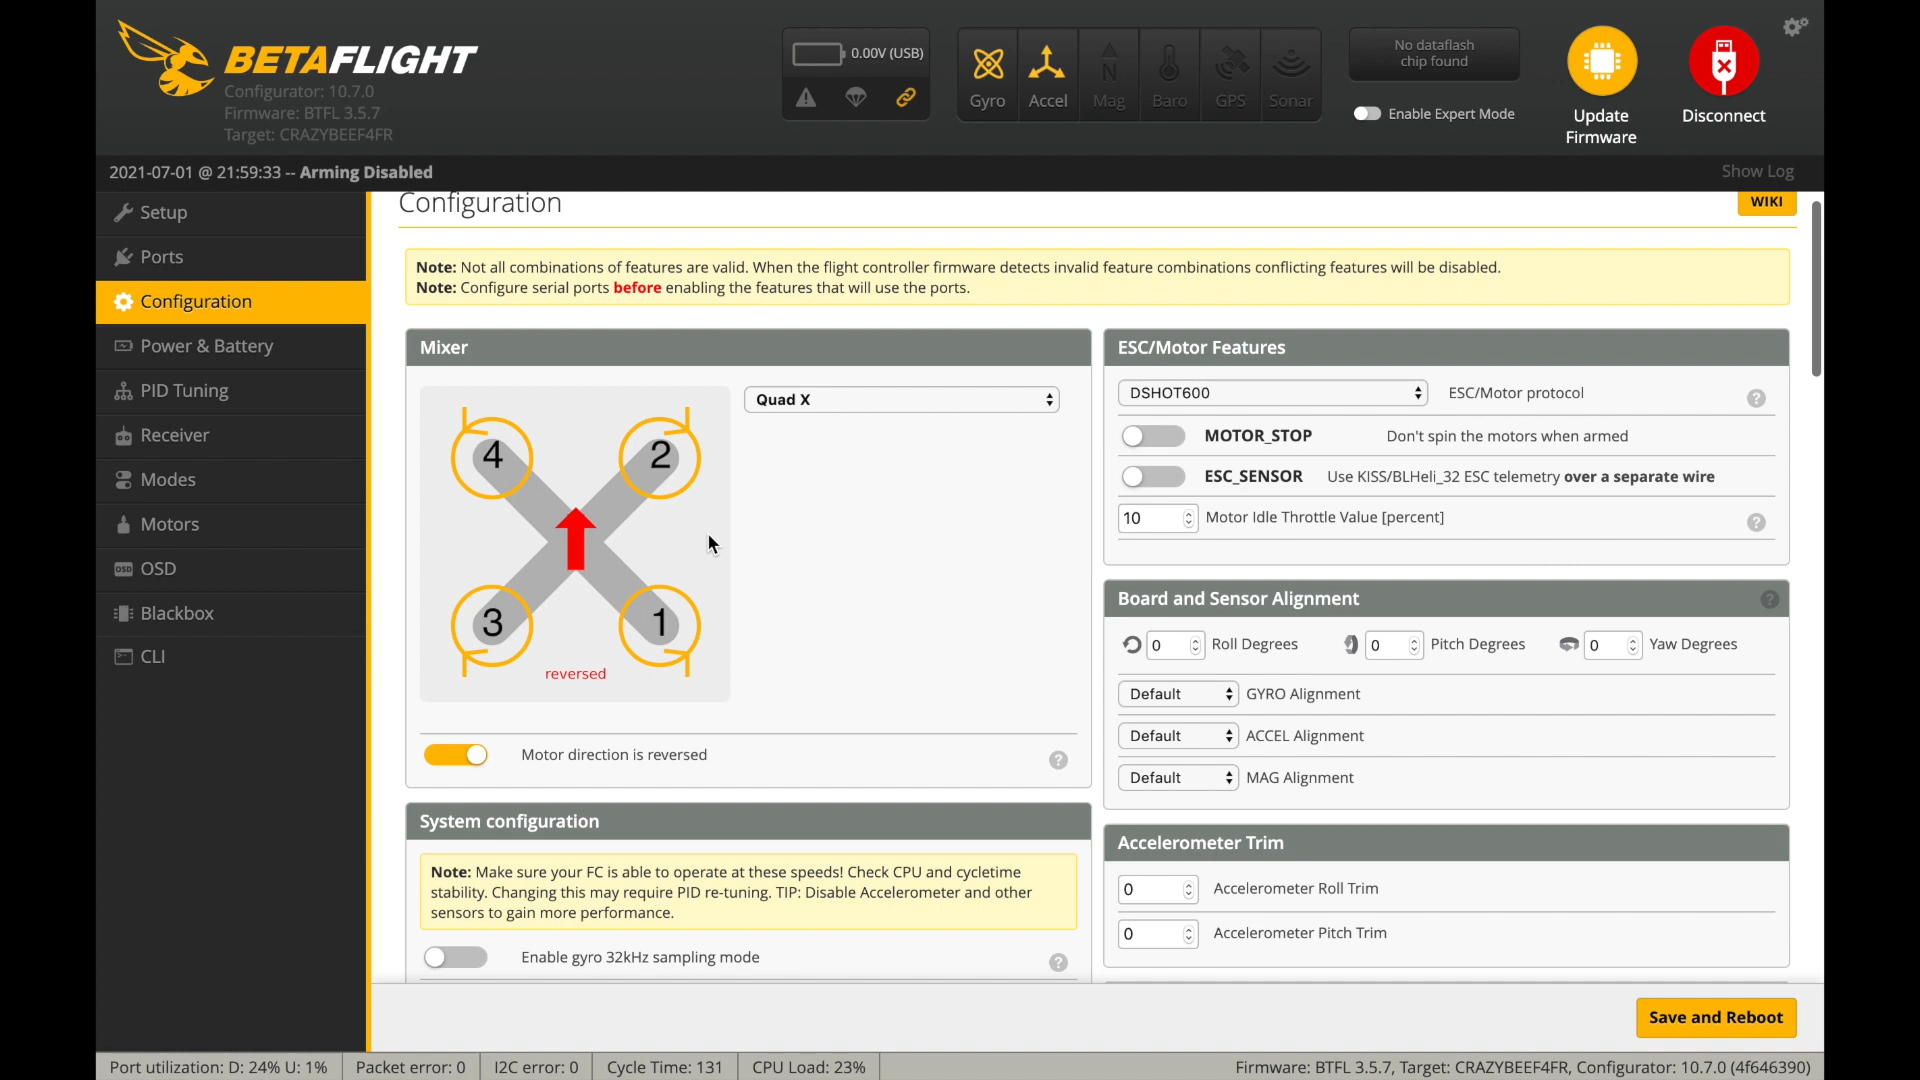 BETAFLIGHT
Configurator: 10.7.0
Firmware: BTFL 3.5.7
Target: CRAZYBEEF4FR
0.00V (USB)
Gyro
Accel
Mag
Baro
GPS
Sonar
No dataflash
chip found
Enable Expert Mode
Update
Firmware
Disconnect
2021-07-01 @ 21:59:33 -- Arming Disabled
Show Log
Setup
Ports
Configuration
Power & Battery
PID Tuning
Receiver
Modes
Motors
OSD
Blackbox
CLI
Configuration
WIKI
Note: Not all combinations of features are valid. When the flight controller firmware detects invalid feature combinations conflicting features will be disabled.
Note: Configure serial ports before enabling the features that will use the ports.
Mixer
Quad X
4
2
3
1
reversed
Motor direction is reversed
?
System configuration
Note: Make sure your FC is able to operate at these speeds! Check CPU and cycletime
stability. Changing this may require PID re-tuning. TIP: Disable Accelerometer and other
sensors to gain more performance.
Enable gyro 32kHz sampling mode
?
ESC/Motor Features
DSHOT600
ESC/Motor protocol
?
MOTOR_STOP Don't spin the motors when armed
ESC_SENSOR Use KISS/BLHeli_32 ESC telemetry over a separate wire
10 Motor Idle Throttle Value [percent]
?
Board and Sensor Alignment
?
0 Roll Degrees
0 Pitch Degrees
0 Yaw Degrees
Default GYRO Alignment
Default ACCEL Alignment
Default MAG Alignment
Accelerometer Trim
0 Accelerometer Roll Trim
0 Accelerometer Pitch Trim
Save and Reboot
Port utilization: D: 24% U: 1%
Packet error: 0
I2C error: 0
Cycle Time: 131
CPU Load: 23%
Firmware: BTFL 3.5.7, Target: CRAZYBEEF4FR, Configurator: 10.7.0 (4f646390)